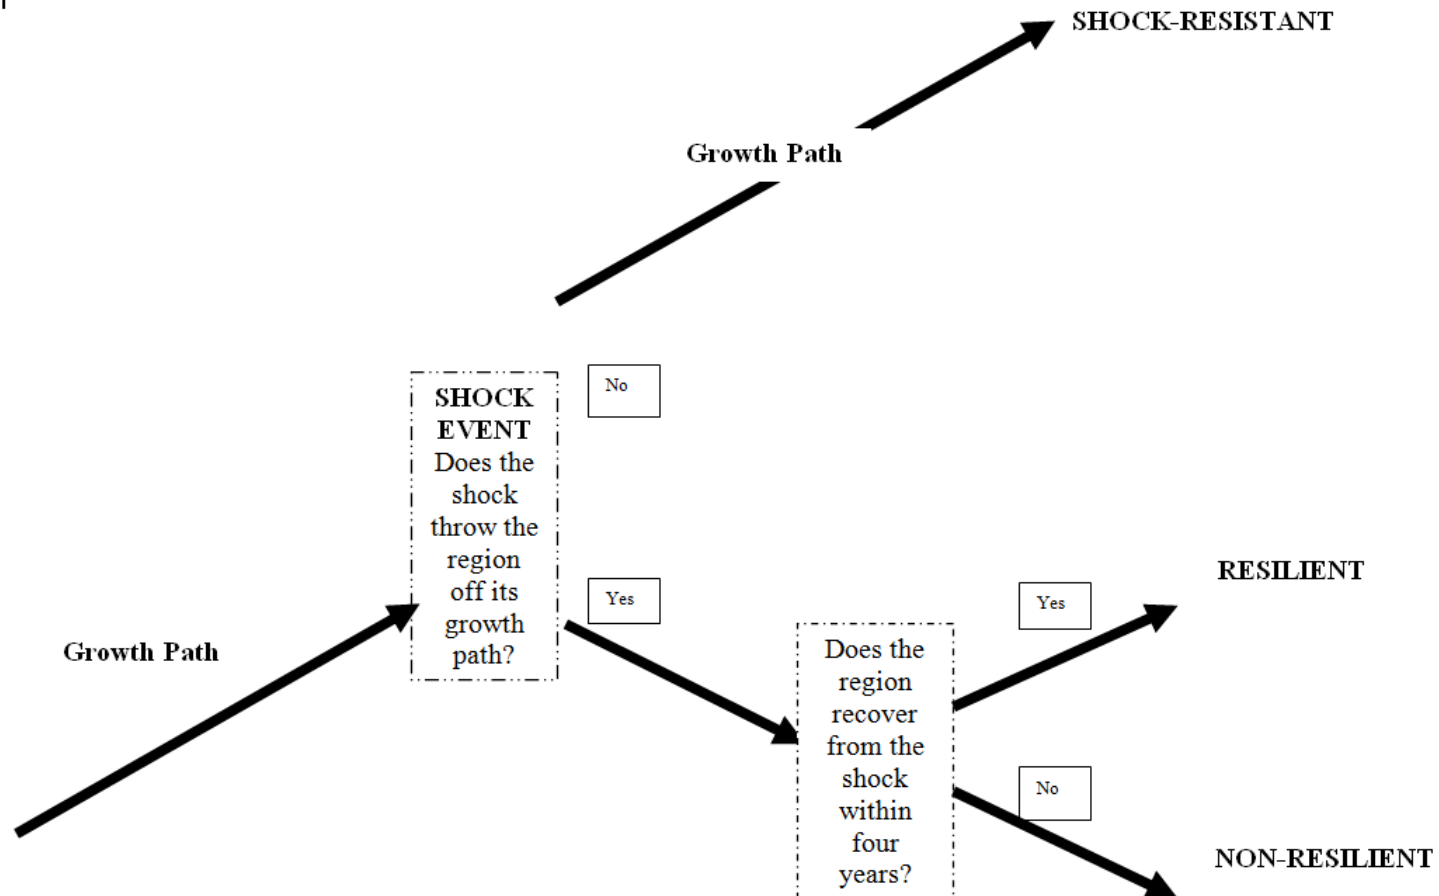 SHOCK-RESISTANT
Growth Path
No
SHOCK
EVENT
Does the
shock
throw the
region
off its
growth
path?
Yes
Growth Path
RESILIENT
Yes
Does the
region
recover
from the
shock
within
four
years?
No
NON-RESILIENT